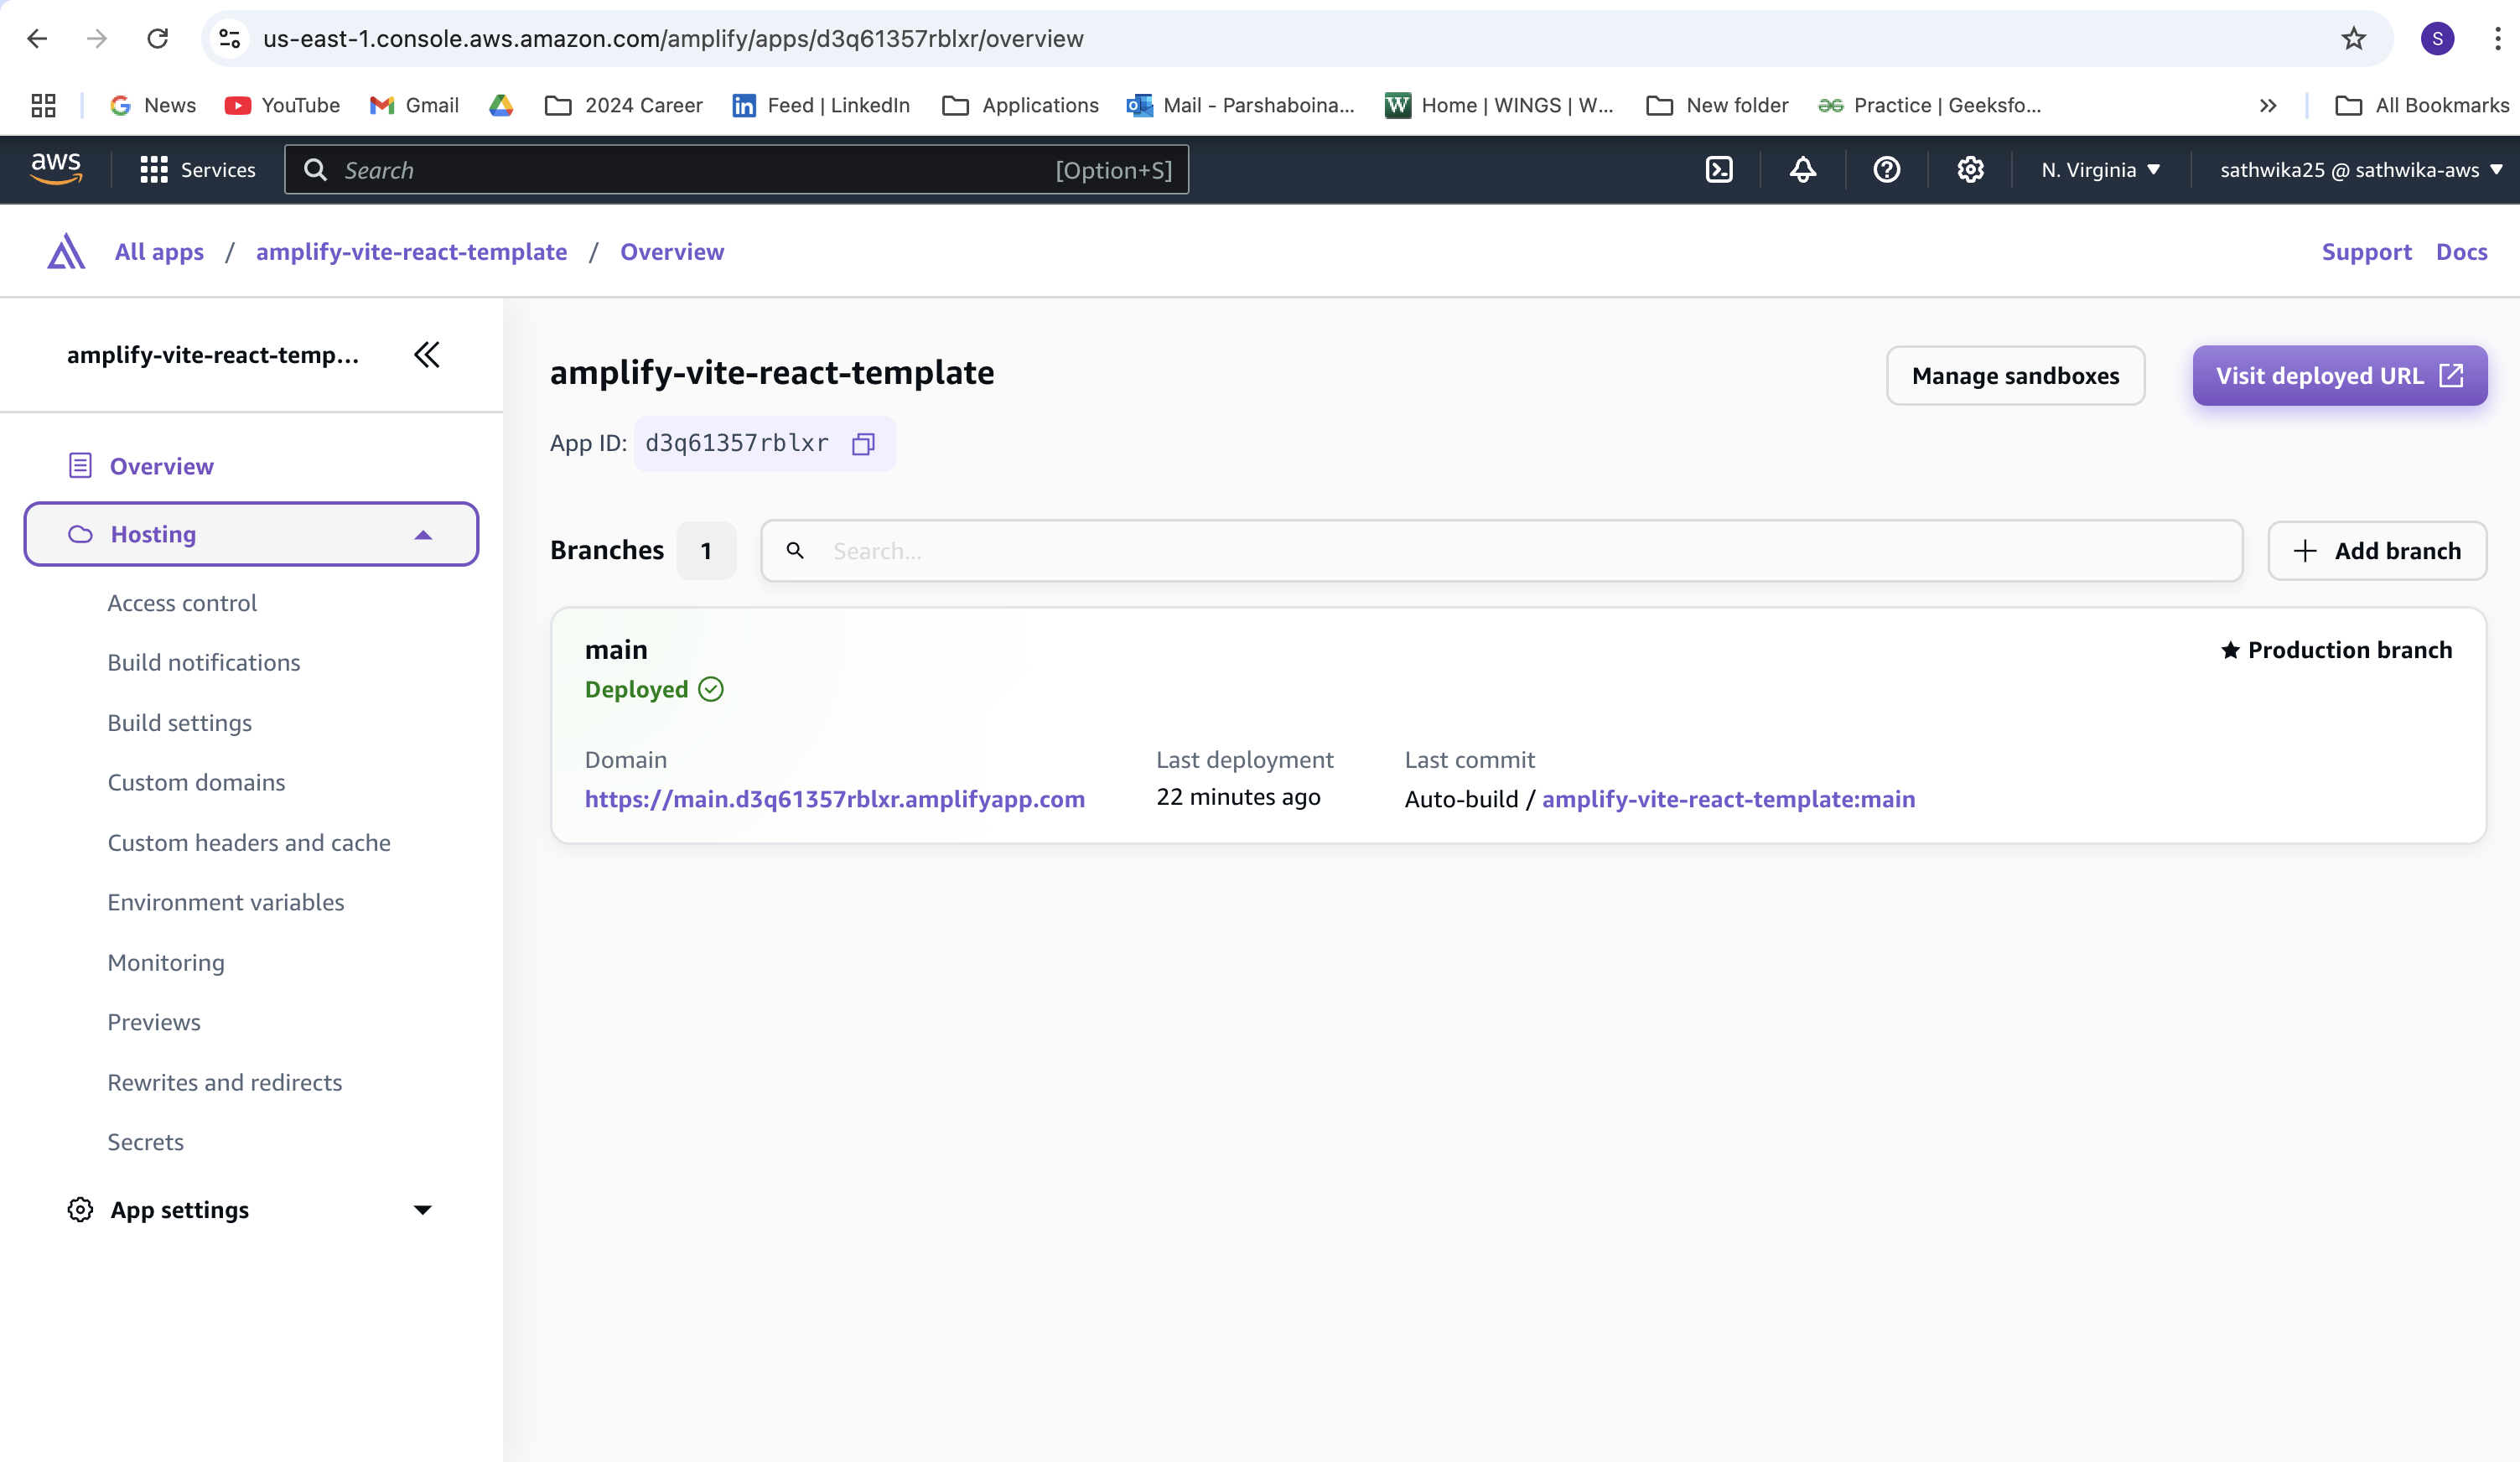 us-east-1.console.aws.amazon.com/amplify/apps/d3q61357rblxr/overview
S
News YouTube Gmail 2024 Career Feed | LinkedIn Applications Mail - Parshaboina... Home | WINGS | W... New folder Practice | Geeksfo... All Bookmarks
aws Services Search [Option+S] N. Virginia sathwika25 @ sathwika-aws
All apps / amplify-vite-react-template / Overview Support Docs
amplify-vite-react-temp...
Overview
Hosting
Access control
Build notifications
Build settings
Custom domains
Custom headers and cache
Environment variables
Monitoring
Previews
Rewrites and redirects
Secrets
App settings
amplify-vite-react-template
Manage sandboxes Visit deployed URL
App ID: d3q61357rblxr
Branches 1 Search... Add branch
main Production branch
Deployed
Domain Last deployment Last commit
https://main.d3q61357rblxr.amplifyapp.com 22 minutes ago Auto-build / amplify-vite-react-template:main